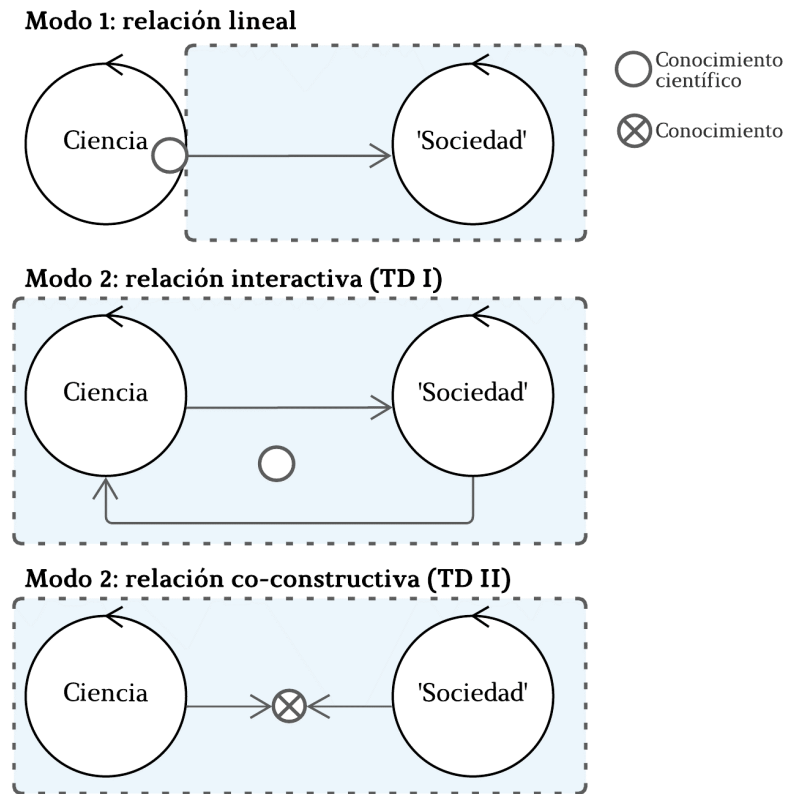 Modo 1: relación lineal
Ciencia
'Sociedad'
Conocimiento
científico
Conocimiento
Modo 2: relación interactiva (TD I)
Ciencia
'Sociedad'
Modo 2: relación co-constructiva (TD II)
Ciencia
'Sociedad'